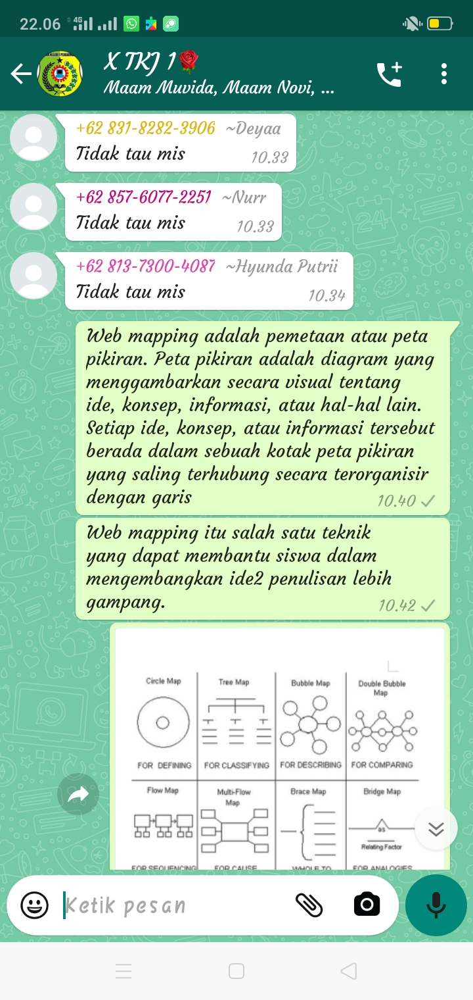 22.06 4G
X TKJ 1🌹
Maam Muvida, Maam Novi, ...
+62 831-8282-3906 ~Deyaa
Tidak tau mis 10.33
+62 857-6077-2251 ~Nurr
Tidak tau mis 10.33
+62 813-7300-4087 ~Hyunda Putrii
Tidak tau mis 10.34
Web mapping adalah pemetaan atau peta
pikiran. Peta pikiran adalah diagram yang
menggambarkan secara visual tentang
ide, konsep, informasi, atau hal-hal lain.
Setiap ide, konsep, atau informasi tersebut
berada dalam sebuah kotak peta pikiran
yang saling terhubung secara terorganisir
dengan garis 10.40
Web mapping itu salah satu teknik
yang dapat membantu siswa dalam
mengembangkan ide2 penulisan lebih
gampang. 10.42
Circle Map Tree Map Bubble Map Double Bubble
Map
FOR DEFINING FOR CLASSIFYING FOR DESCRIBING FOR COMPARING
Flow Map Multi-Flow Brace Map Bridge Map
Map
as
Relating Factor
FOR SEQUENCING FOR CAUSE WHOLE TO FOR ANALOGIES
Ketik pesan